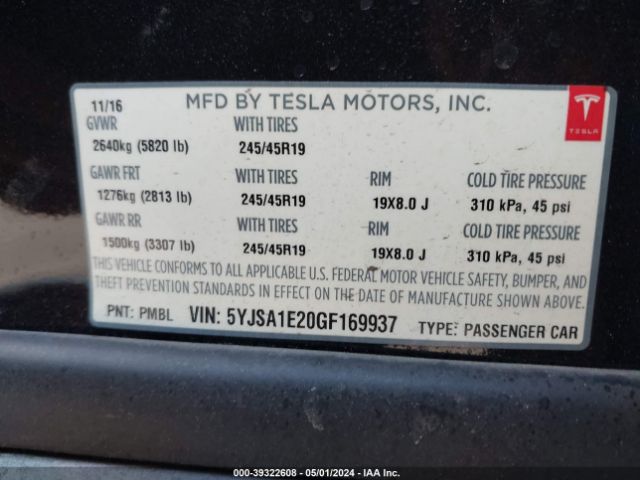 11/16 MFD BY TESLA MOTORS, INC.
TESLA
GVWR WITH TIRES
2640kg (5820 lb) 245/45R19
GAWR FRT WITH TIRES RIM COLD TIRE PRESSURE
1276kg (2813 lb) 245/45R19 19X8.0 J 310 kPa, 45 psi
GAWR RR WITH TIRES RIM COLD TIRE PRESSURE
1500kg (3307 lb) 245/45R19 19X8.0 J 310 kPa, 45 psi
THIS VEHICLE CONFORMS TO ALL APPLICABLE U.S. FEDERAL MOTOR VEHICLE SAFETY, BUMPER, AND
THEFT PREVENTION STANDARDS IN EFFECT ON THE DATE OF MANUFACTURE SHOWN ABOVE.
PNT: PMBL VIN: 5YJSA1E20GF169937 TYPE: PASSENGER CAR
000-39322608 - 05/01/2024 - IAA Inc.